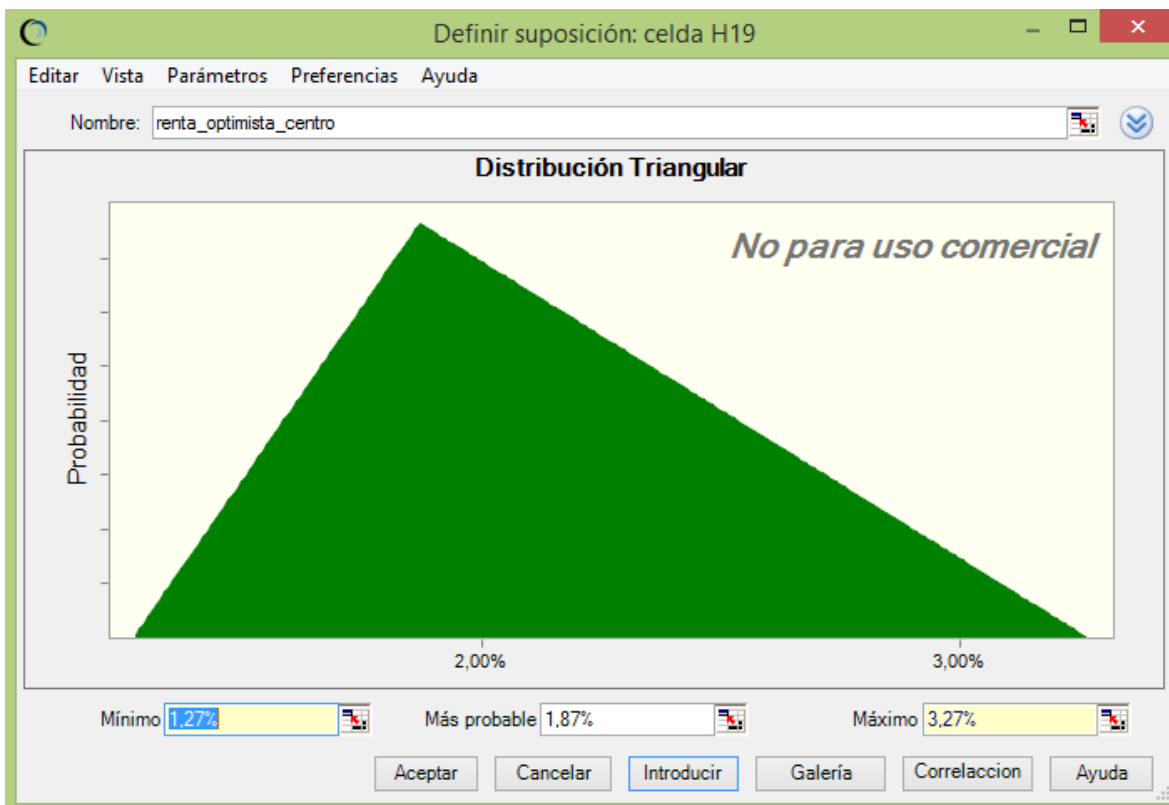 Definir suposición: celda H19
Editar Vista Parámetros Preferencias Ayuda
Nombre: renta_optimista_centro
Distribución Triangular
No para uso comercial
Probabilidad
2,00% 3,00%
Mínimo 1,27% Más probable 1,87% Máximo 3,27%
Aceptar Cancelar Introducir Galería Correlaccion Ayuda